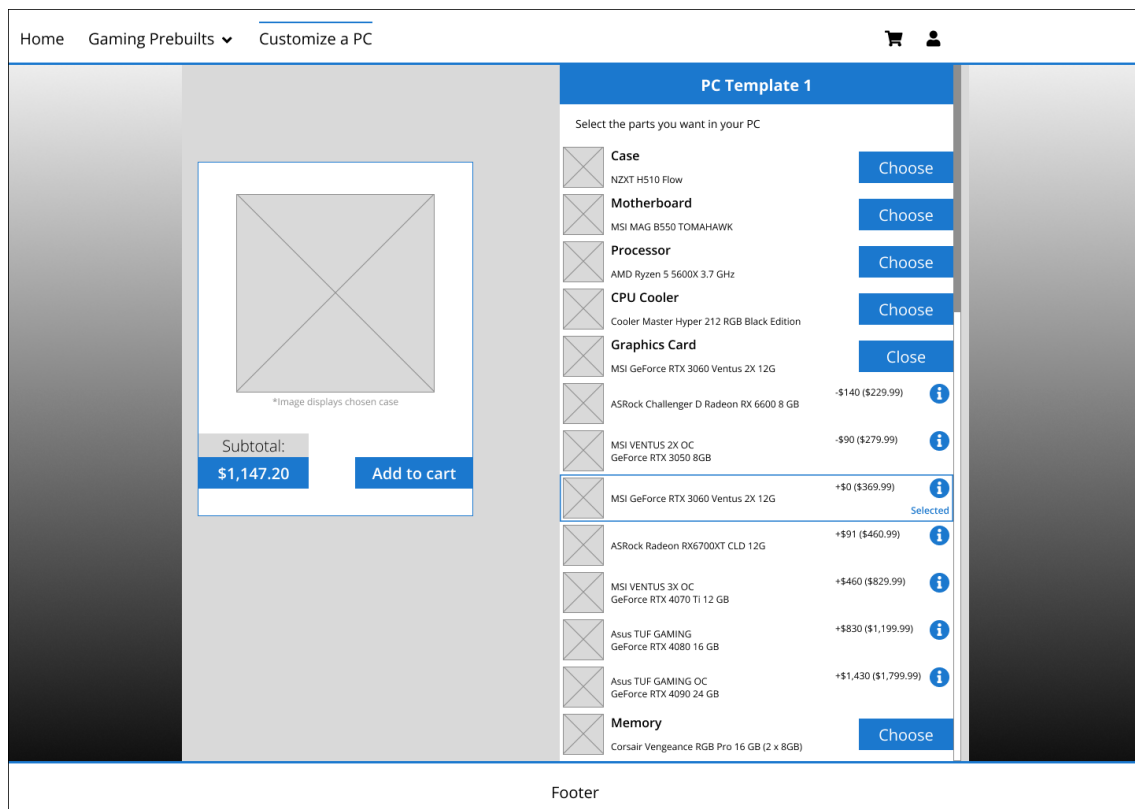 Home
Gaming Prebuilts
Customize a PC
PC Template 1
Select the parts you want in your PC
*Image displays chosen case
Subtotal:
$1,147.20
Add to cart
Case
NZXT H510 Flow
Choose
Motherboard
MSI MAG B550 TOMAHAWK
Choose
Processor
AMD Ryzen 5 5600X 3.7 GHz
Choose
CPU Cooler
Cooler Master Hyper 212 RGB Black Edition
Choose
Graphics Card
MSI GeForce RTX 3060 Ventus 2X 12G
Close
ASRock Challenger D Radeon RX 6600 8 GB
-$140 ($229.99)
MSI VENTUS 2X OC
GeForce RTX 3050 8GB
-$90 ($279.99)
MSI GeForce RTX 3060 Ventus 2X 12G
+$0 ($369.99)
Selected
ASRock Radeon RX6700XT CLD 12G
+$91 ($460.99)
MSI VENTUS 3X OC
GeForce RTX 4070 Ti 12 GB
+$460 ($829.99)
Asus TUF GAMING
GeForce RTX 4080 16 GB
+$830 ($1,199.99)
Asus TUF GAMING OC
GeForce RTX 4090 24 GB
+$1,430 ($1,799.99)
Memory
Corsair Vengeance RGB Pro 16 GB (2 x 8GB)
Choose
Footer